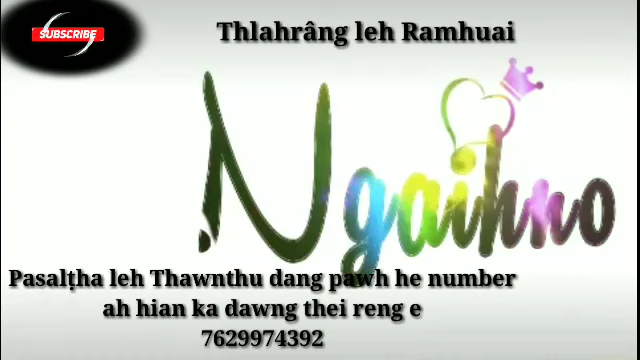 SUBSCRIBE
Thlahrâng leh Ramhuai
Ngaihno
Pasalṭha leh Thawnthu dang pawh he number
ah hian ka dawng thei reng e
7629974392